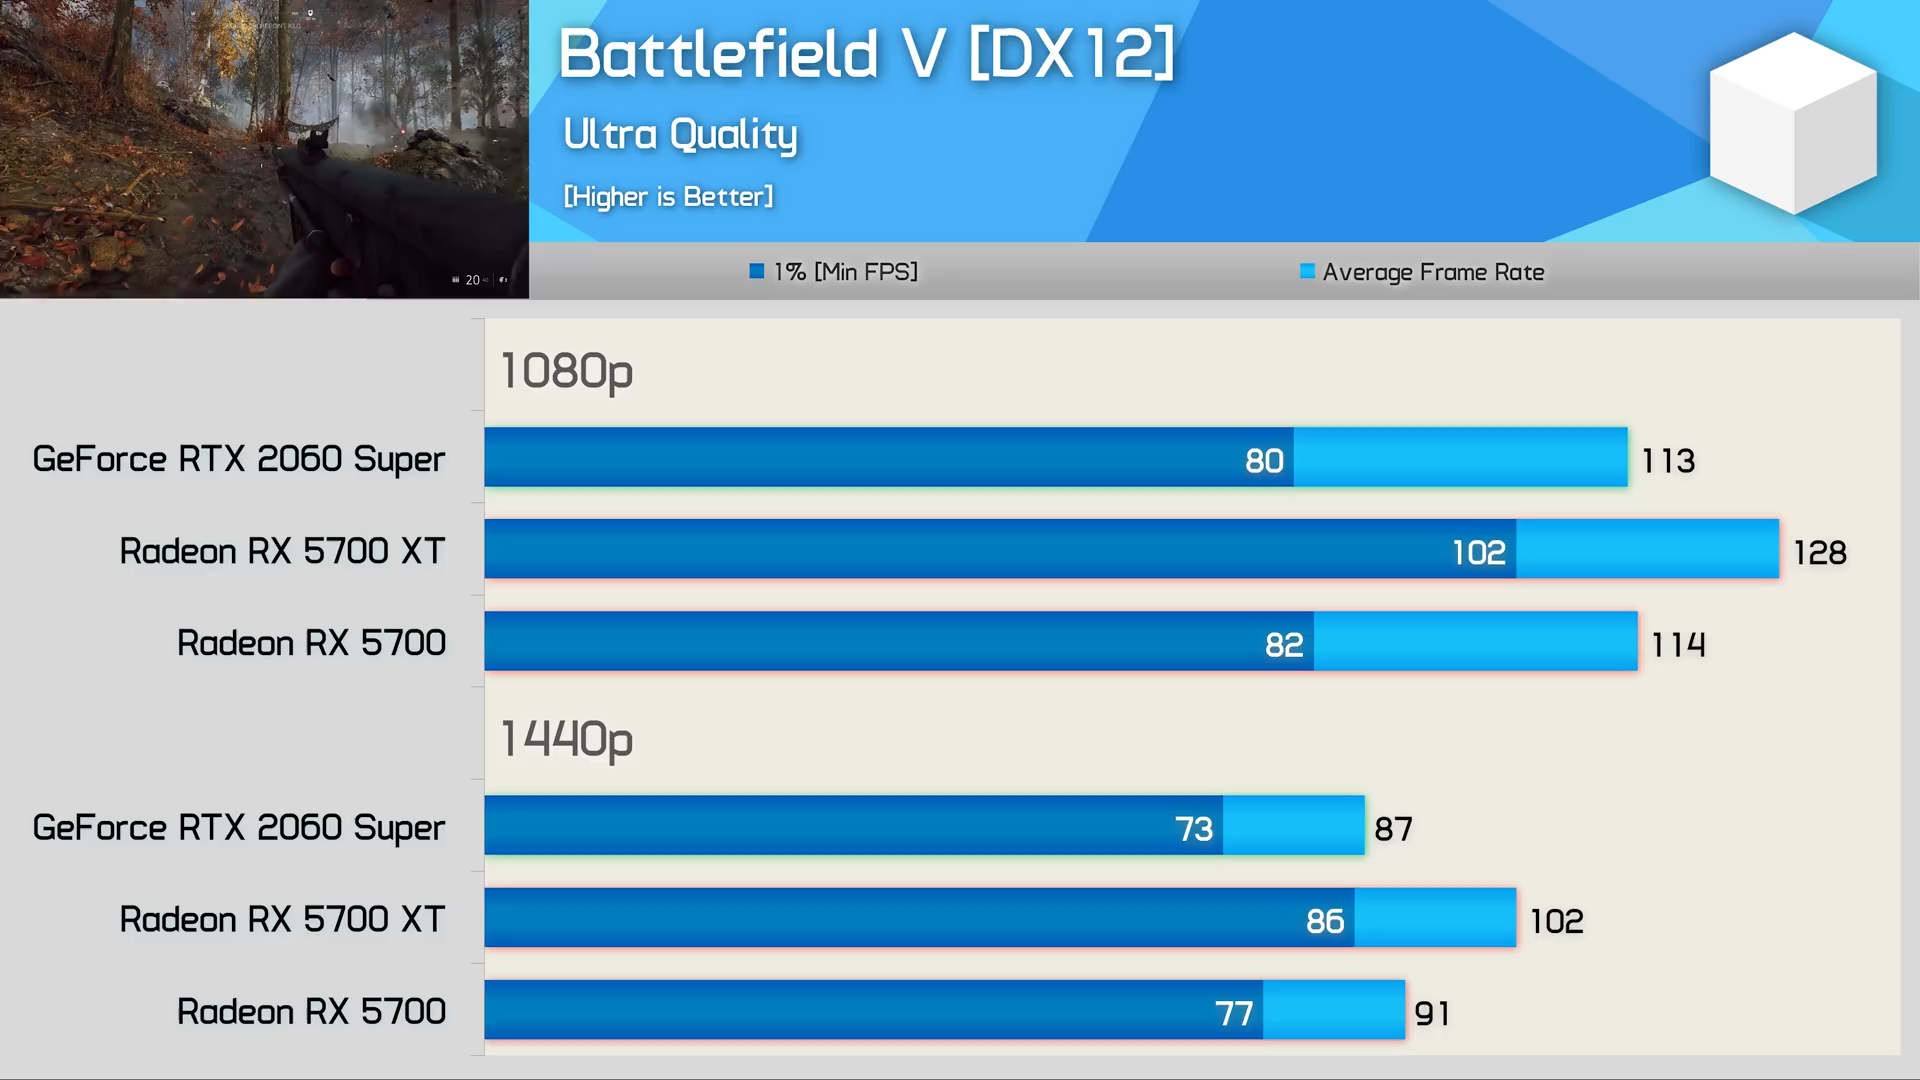 Battlefield V [DX12]
Ultra Quality
[Higher is Better]
1% [Min FPS]
Average Frame Rate
20
1080p
GeForce RTX 2060 Super
80
113
Radeon RX 5700 XT
102
128
Radeon RX 5700
82
114
1440p
GeForce RTX 2060 Super
73
87
Radeon RX 5700 XT
86
102
Radeon RX 5700
77
91